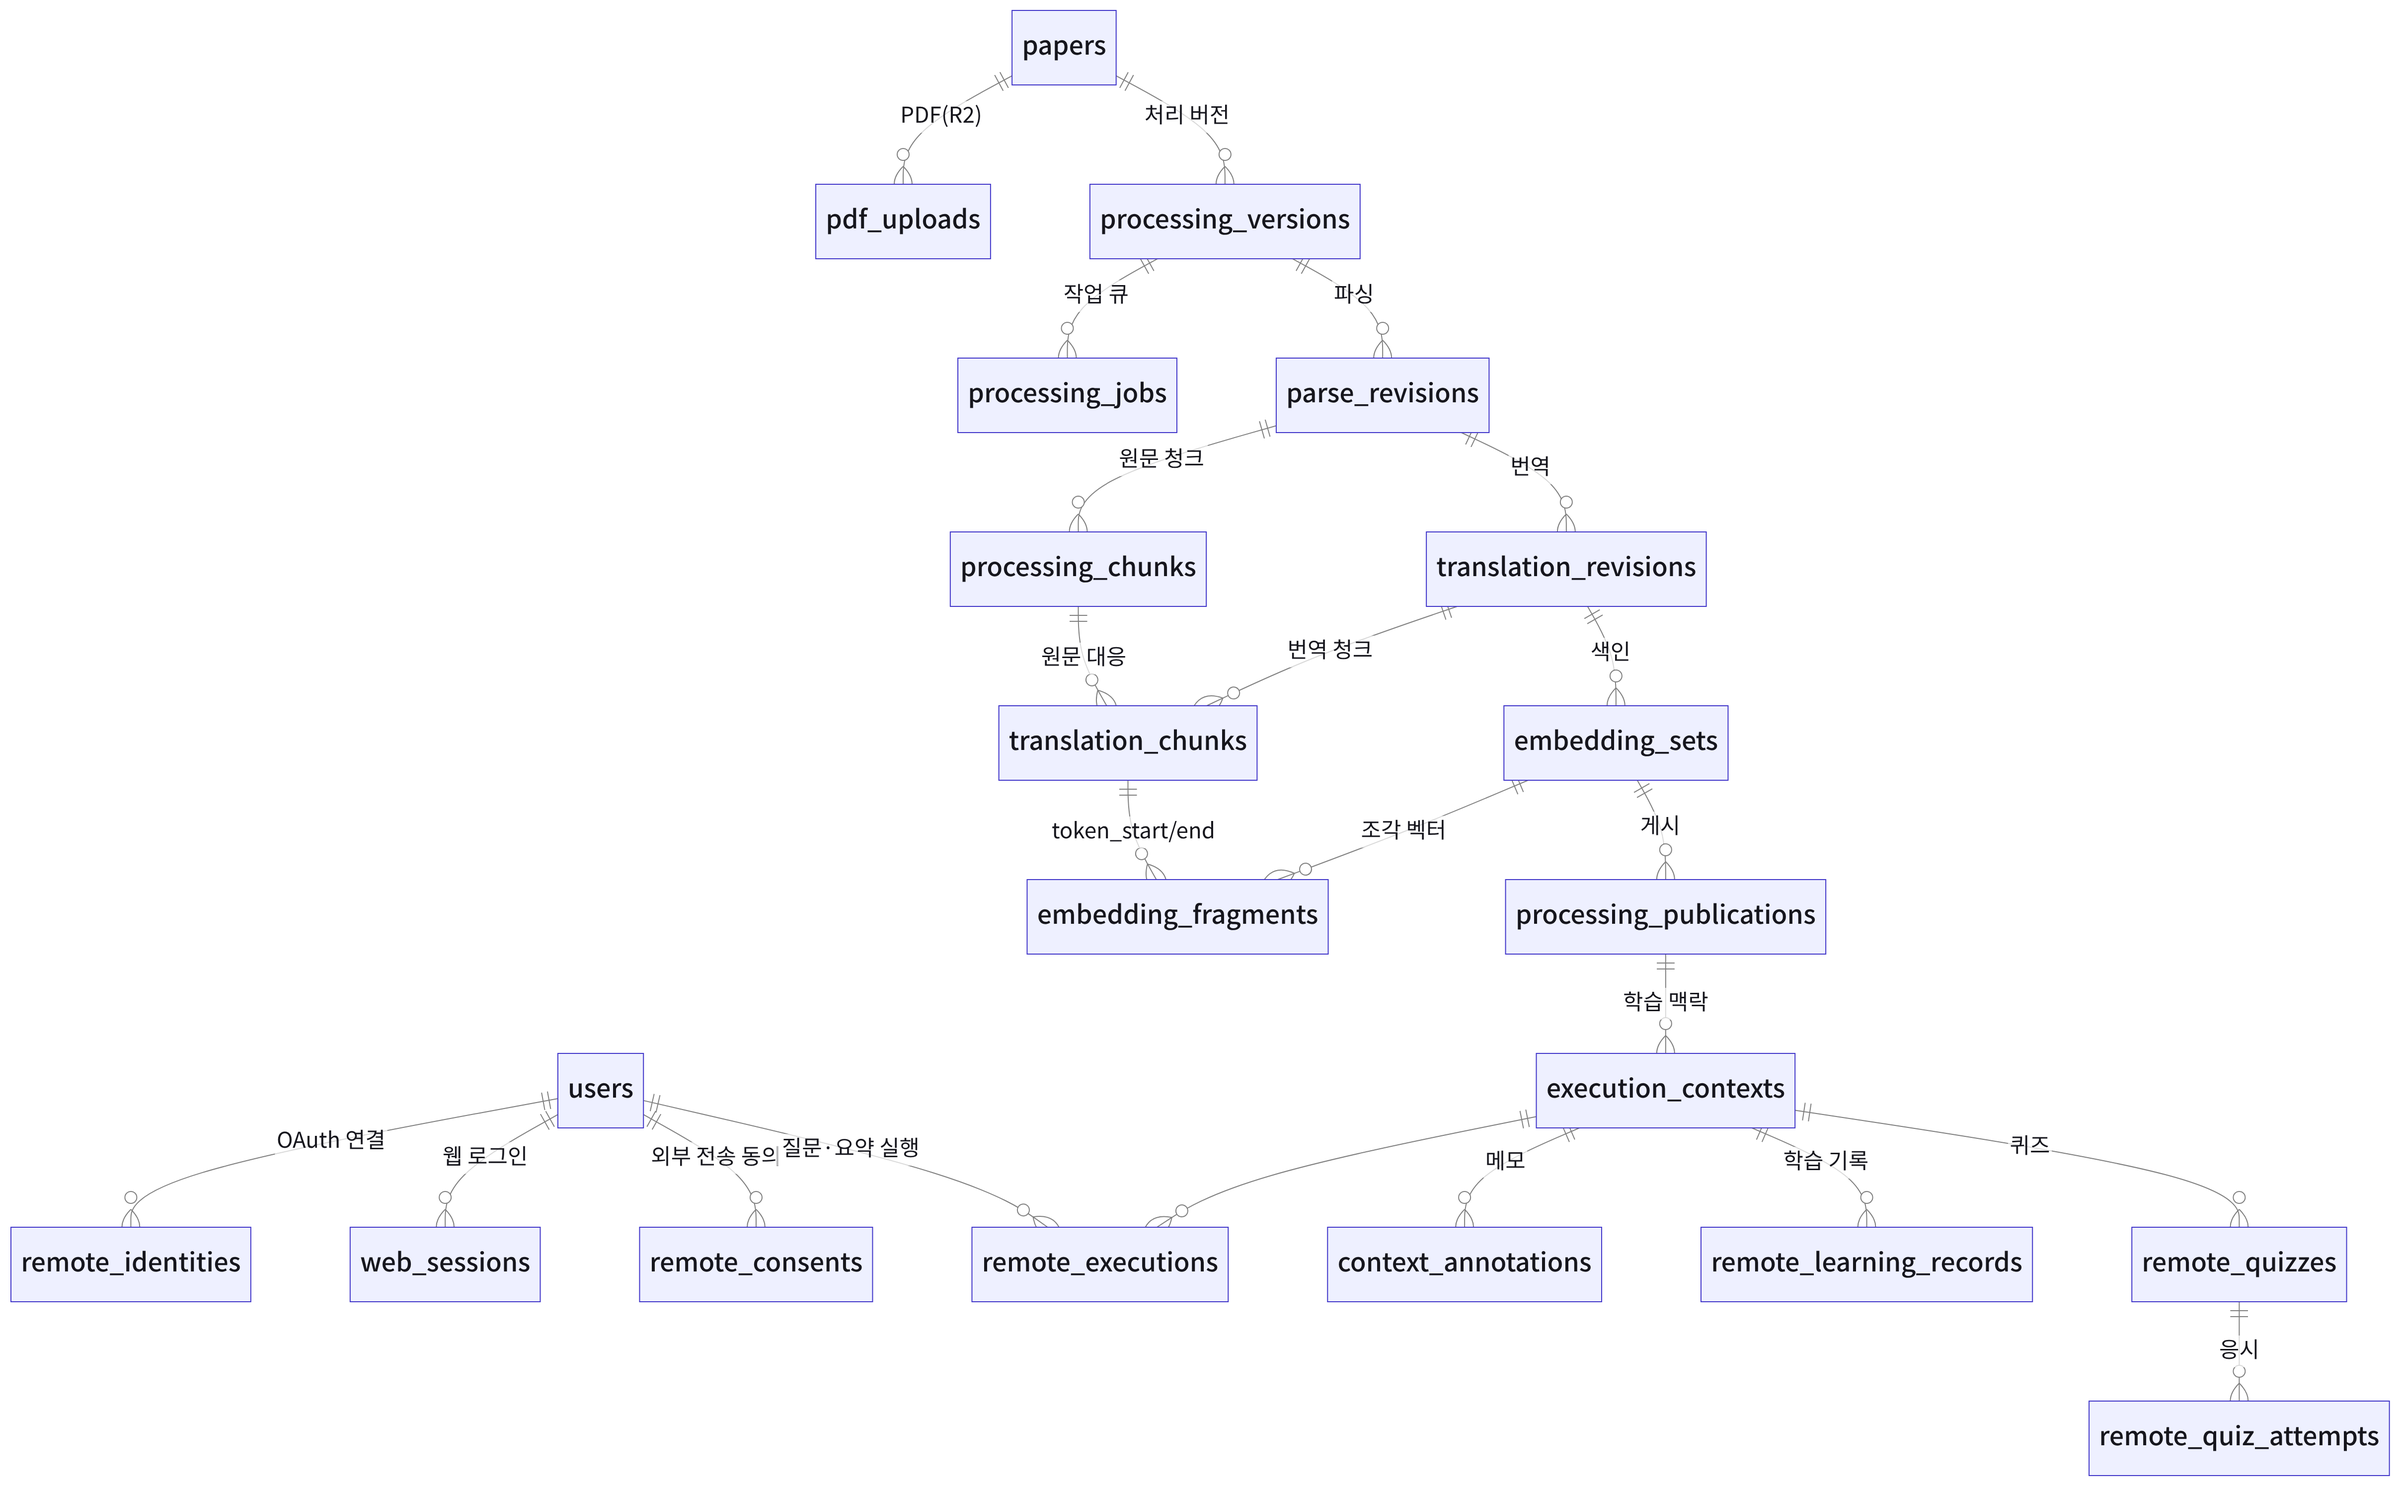 papers
PDF(R2)
처리 버전
pdf_uploads
processing_versions
작업 큐
파싱
processing_jobs
parse_revisions
원문 청크
번역
processing_chunks
translation_revisions
원문 대응
번역 청크
색인
translation_chunks
embedding_sets
token_start/end
조각 벡터
게시
embedding_fragments
processing_publications
학습 맥락
users
execution_contexts
OAuth 연결
웹 로그인
외부 전송 동의
질문·요약 실행
메모
학습 기록
퀴즈
remote_identities
web_sessions
remote_consents
remote_executions
context_annotations
remote_learning_records
remote_quizzes
응시
remote_quiz_attempts